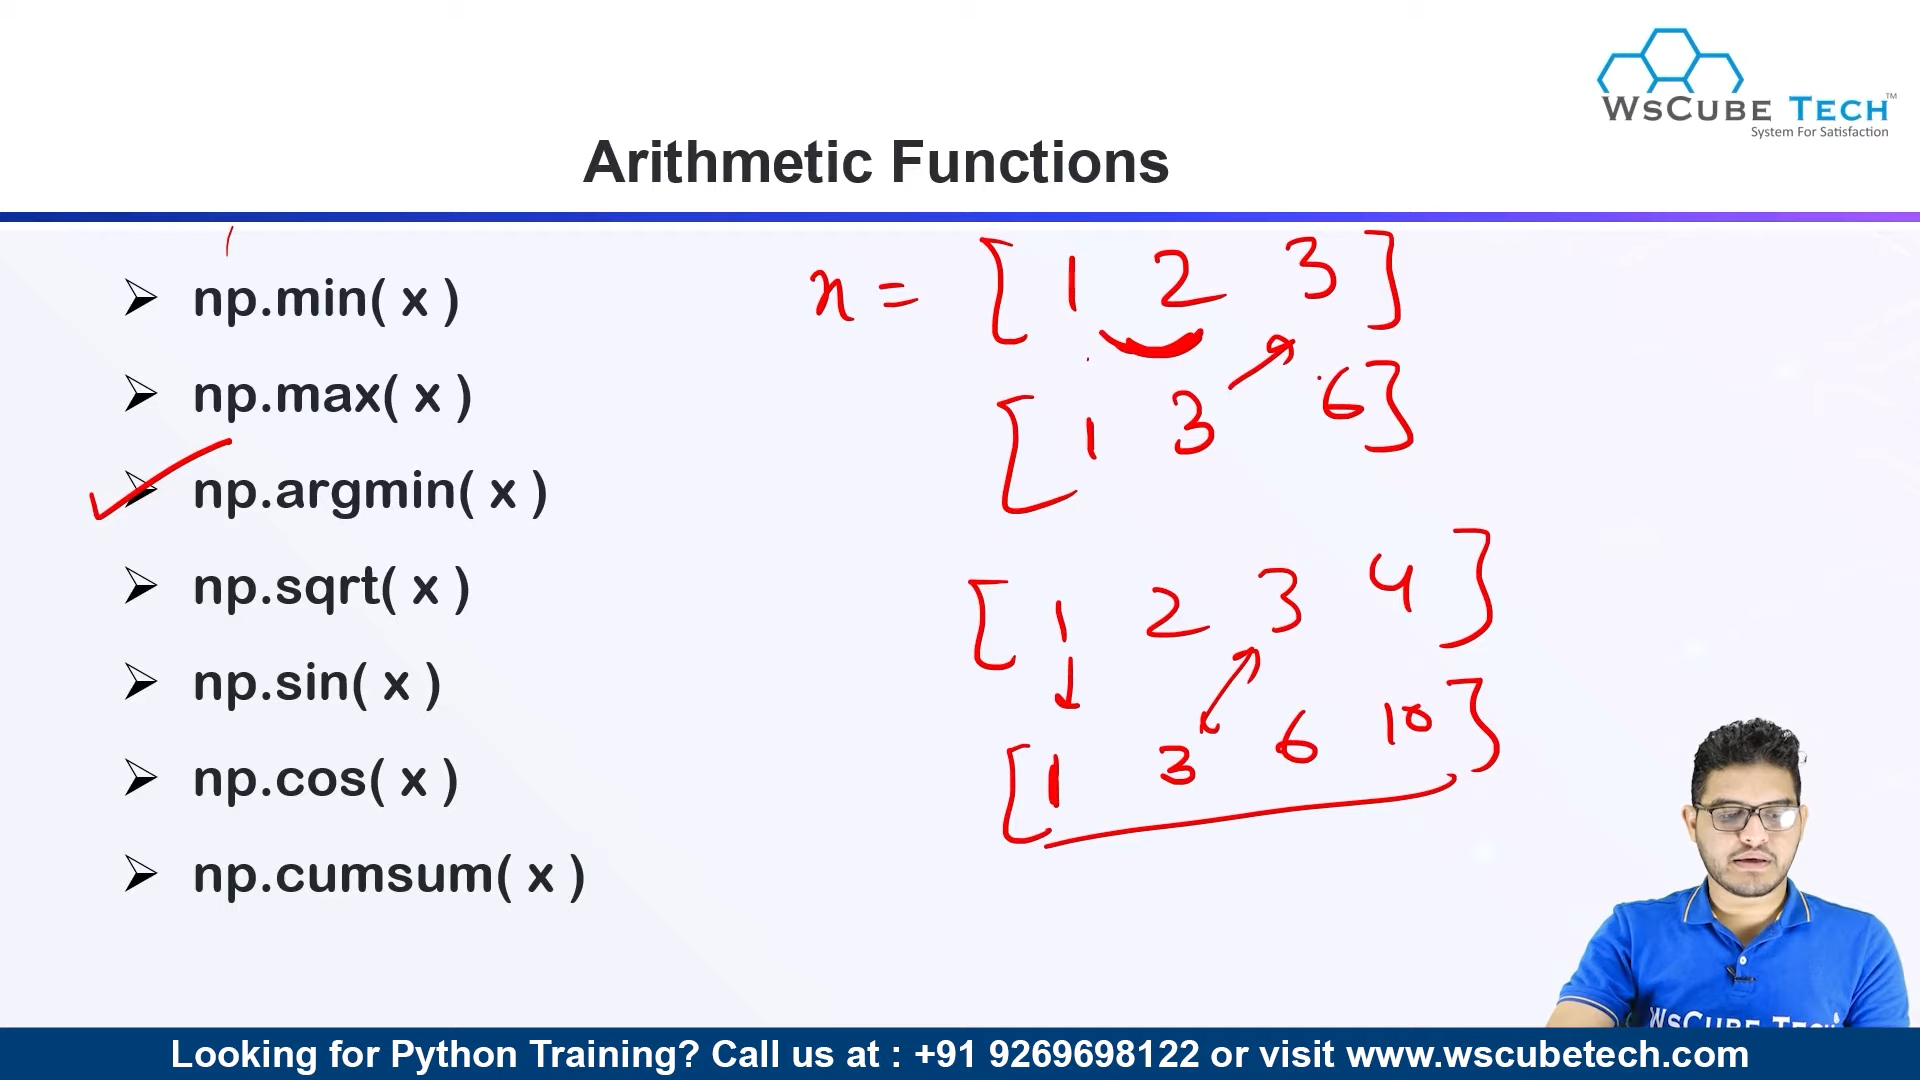 WsCube Tech™
System For Satisfaction
Arithmetic Functions
np.min( x )
np.max( x )
np.argmin( x )
np.sqrt( x )
np.sin( x )
np.cos( x )
np.cumsum( x )
x = [ 1 2 3 ]
[ 1 3 6 ]
[ 1 2 3 4 ]
[ 1 3 6 10 ]
WsCube Tech
Looking for Python Training? Call us at : +91 9269698122 or visit www.wscubetech.com